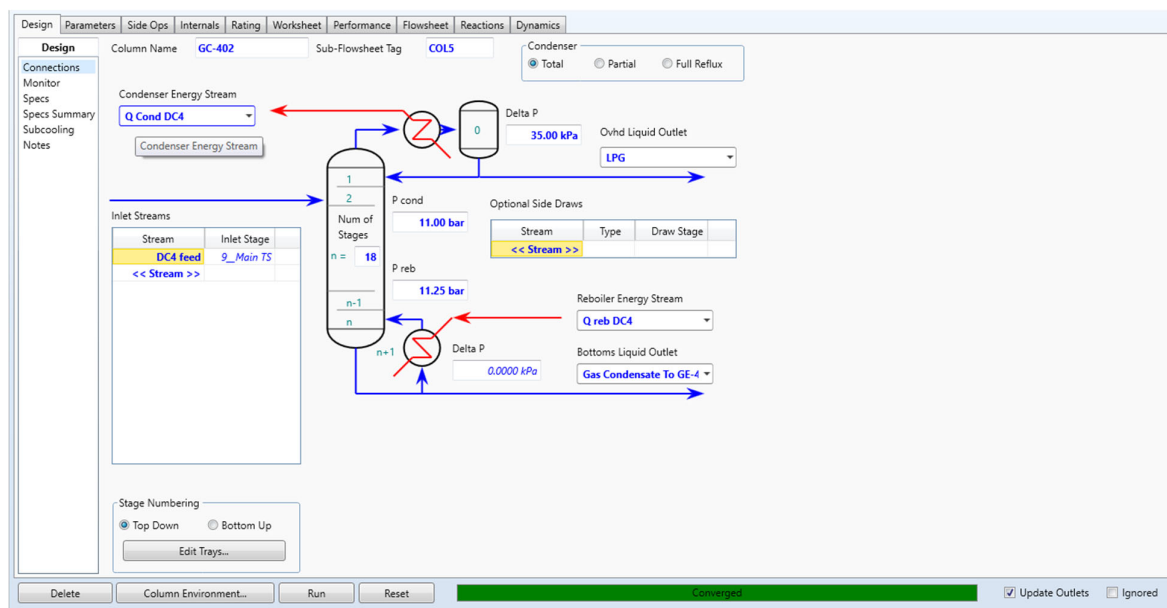 Design Parameters Side Ops Internals Rating Worksheet Performance Flowsheet Reactions Dynamics
Design
Connections
Monitor
Specs
Specs Summary
Subcooling
Notes
Column Name GC-402 Sub-Flowsheet Tag COL5
Condenser
Total Partial Full Reflux
Condenser Energy Stream
Q Cond DC4
Condenser Energy Stream
0
Delta P
35.00 kPa
Ovhd Liquid Outlet
LPG
1
2
Num of
Stages
n = 18
n-1
n
n+1
P cond
11.00 bar
P reb
11.25 bar
Optional Side Draws
Stream Type Draw Stage
<< Stream >>
Inlet Streams
Stream Inlet Stage
DC4 feed 9__Main TS
<< Stream >>
Reboiler Energy Stream
Q reb DC4
Delta P
0.0000 kPa
Bottoms Liquid Outlet
Gas Condensate To GE-4
Stage Numbering
Top Down Bottom Up
Edit Trays...
Delete Column Environment... Run Reset Converged Update Outlets Ignored